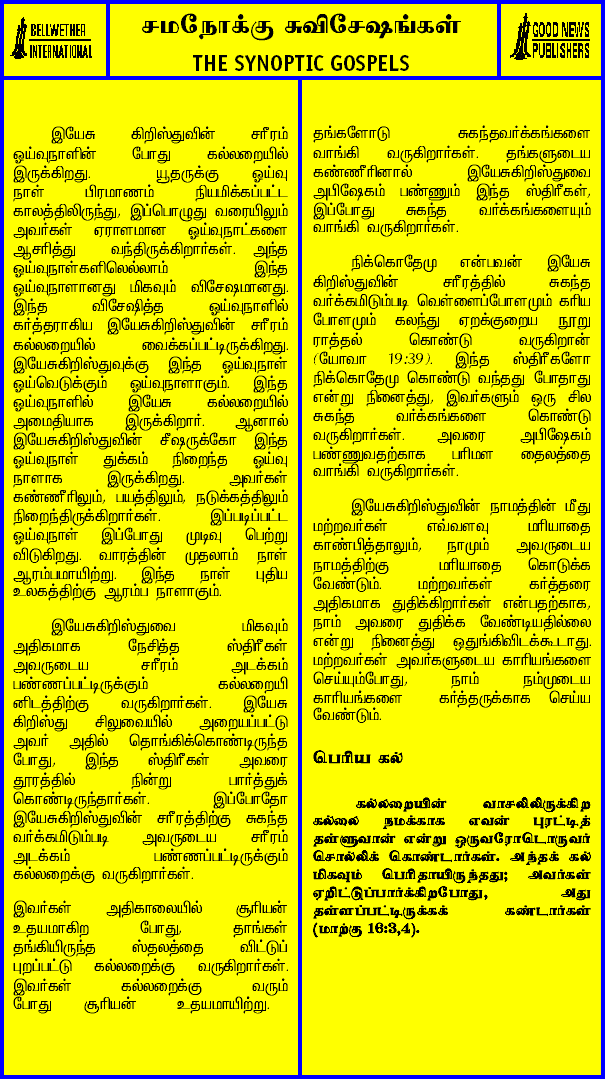 BELLWETHER
INTERNATIONAL
சமநோக்கு சுவிசேஷங்கள்
THE SYNOPTIC GOSPELS
GOOD NEWS
PUBLISHERS
இயேசு கிறிஸ்துவின் சரீரம்
ஓய்வுநாளின் போது கல்லறையில்
இருக்கிறது. யூதருக்கு ஓய்வு
நாள் பிரமாணம் நியமிக்கப்பட்ட
காலத்திலிருந்து, இப்பொழுது வரையிலும்
அவர்கள் ஏராளமான ஓய்வுநாட்களை
ஆசரித்து வந்திருக்கிறார்கள். அந்த
ஓய்வுநாள்களிலெல்லாம் இந்த
ஓய்வுநாளானது மிகவும் விசேஷமானது.
இந்த விசேஷித்த ஓய்வுநாளில்
கர்த்தராகிய இயேசுகிறிஸ்துவின் சரீரம்
கல்லறையில் வைக்கப்பட்டிருக்கிறது.
இயேசுகிறிஸ்துவுக்கு இந்த ஓய்வுநாள்
ஓய்வெடுக்கும் ஓய்வுநாளாகும். இந்த
ஓய்வுநாளில் இயேசு கல்லறையில்
அமைதியாக இருக்கிறார். ஆனால்
இயேசுகிறிஸ்துவின் சீஷருக்கோ இந்த
ஓய்வுநாள் துக்கம் நிறைந்த ஓய்வு
நாளாக இருக்கிறது. அவர்கள்
கண்ணீரிலும், பயத்திலும், நடுக்கத்திலும்
நிறைந்திருக்கிறார்கள். இப்படிப்பட்ட
ஓய்வுநாள் இப்போது முடிவு பெற்று
விடுகிறது. வாரத்தின் முதலாம் நாள்
ஆரம்பமாயிற்று. இந்த நாள் புதிய
உலகத்திற்கு ஆரம்ப நாளாகும்.
இயேசுகிறிஸ்துவை மிகவும்
அதிகமாக நேசித்த ஸ்திரீகள்
அவருடைய சரீரம் அடக்கம்
பண்ணப்பட்டிருக்கும் கல்லறையி
னிடத்திற்கு வருகிறார்கள். இயேசு
கிறிஸ்து சிலுவையில் அறையப்பட்டு
அவர் அதில் தொங்கிக்கொண்டிருந்த
போது, இந்த ஸ்திரீகள் அவரை
தூரத்தில் நின்று பார்த்துக்
கொண்டிருந்தார்கள். இப்போதோ
இயேசுகிறிஸ்துவின் சரீரத்திற்கு சுகந்த
வர்க்கமிடும்படி அவருடைய சரீரம்
அடக்கம் பண்ணப்பட்டிருக்கும்
கல்லறைக்கு வருகிறார்கள்.
இவர்கள் அதிகாலையில் சூரியன்
உதயமாகிற போது, தாங்கள்
தங்கியிருந்த ஸ்தலத்தை விட்டுப்
புறப்பட்டு கல்லறைக்கு வருகிறார்கள்.
இவர்கள் கல்லறைக்கு வரும்
போது சூரியன் உதயமாயிற்று.
தங்களோடு சுகந்தவர்க்கங்களை
வாங்கி வருகிறார்கள். தங்களுடைய
கண்ணீரினால் இயேசுகிறிஸ்துவை
அபிஷேகம் பண்ணும் இந்த ஸ்திரீகள்,
இப்போது சுகந்த வர்க்கங்களையும்
வாங்கி வருகிறார்கள்.
நிக்கொதேமு என்பவன் இயேசு
கிறிஸ்துவின் சரீரத்தில் சுகந்த
வர்க்கமிடும்படி வெள்ளைப்போளமும் கரிய
போளமும் கலந்து ஏறக்குறைய நூறு
ராத்தல் கொண்டு வருகிறான்
(யோவா 19:39). இந்த ஸ்திரீகளோ
நிக்கொதேமு கொண்டு வந்தது போதாது
என்று நினைத்து, இவர்களும் ஒரு சில
சுகந்த வர்க்கங்களை கொண்டு
வருகிறார்கள். அவரை அபிஷேகம்
பண்ணுவதற்காக பரிமள தைலத்தை
வாங்கி வருகிறார்கள்.
இயேசுகிறிஸ்துவின் நாமத்தின் மீது
மற்றவர்கள் எவ்வளவு மரியாதை
காண்பித்தாலும், நாமும் அவருடைய
நாமத்திற்கு மரியாதை கொடுக்க
வேண்டும். மற்றவர்கள் கர்த்தரை
அதிகமாக துதிக்கிறார்கள் என்பதற்காக,
நாம் அவரை துதிக்க வேண்டியதில்லை
என்று நினைத்து ஒதுங்கிவிடக்கூடாது.
மற்றவர்கள் அவர்களுடைய காரியங்களை
செய்யும்போது, நாம் நம்முடைய
காரியங்களை கர்த்தருக்காக செய்ய
வேண்டும்.
பெரிய கல்
கல்லறையின் வாசலிலிருக்கிற
கல்லை நமக்காக எவன் புரட்டித்
தள்ளுவான் என்று ஒருவரோடொருவர்
சொல்லிக் கொண்டார்கள். அந்தக் கல்
மிகவும் பெரிதாயிருந்தது; அவர்கள்
ஏறிட்டுப்பார்க்கிறபோது, அது
தள்ளப்பட்டிருக்கக் கண்டார்கள்
(மாற்கு 16:3,4).